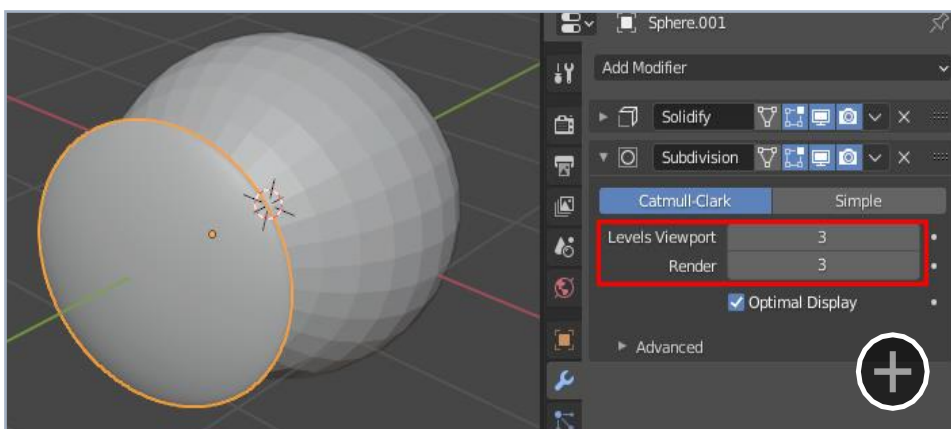 Sphere.001
Add Modifier
Solidify
Subdivision
Catmull-Clark Simple
Levels Viewport 3
Render 3
Optimal Display
Advanced